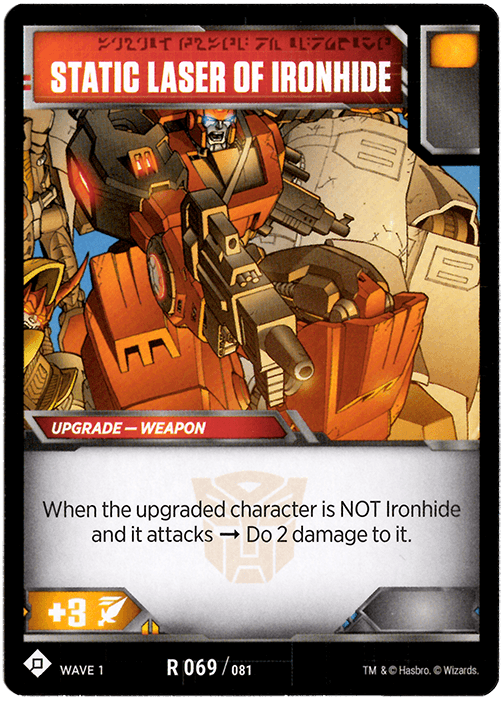 STATIC LASER OF IRONHIDE
UPGRADE — WEAPON
When the upgraded character is NOT Ironhide
and it attacks → Do 2 damage to it.
+3
WAVE 1 R 069 / 081 TM & © Hasbro. © Wizards.